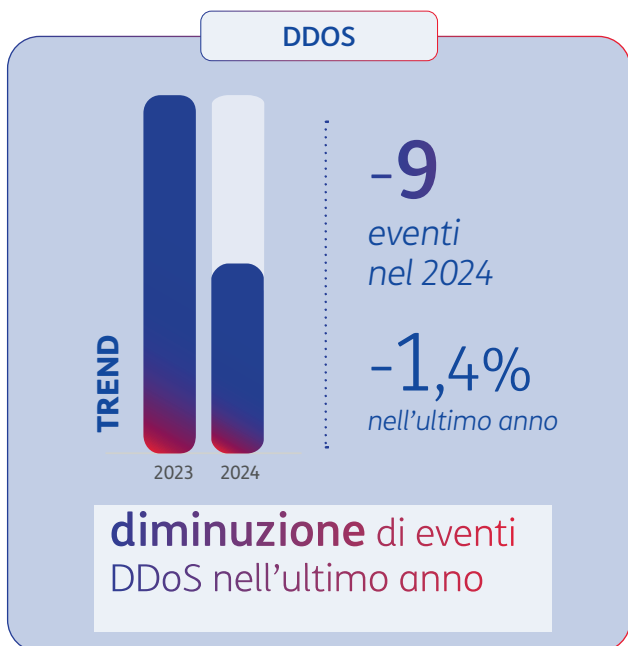 DDOS
TREND
2023
2024
-9
eventi
nel 2024
-1,4%
nell'ultimo anno
diminuzione di eventi
DDoS nell'ultimo anno